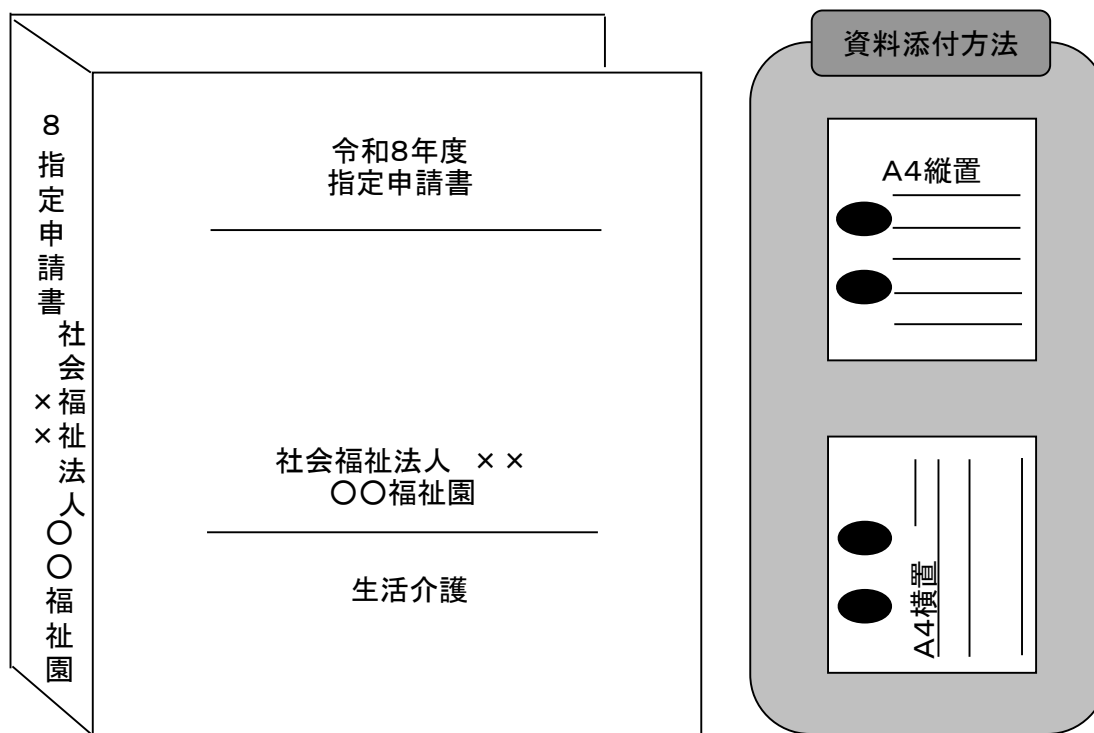 8指定申請書
社会福祉法人
××
〇〇福祉園
令和8年度
指定申請書
社会福祉法人　××
〇〇福祉園
生活介護
資料添付方法
A4縦置
A4横置